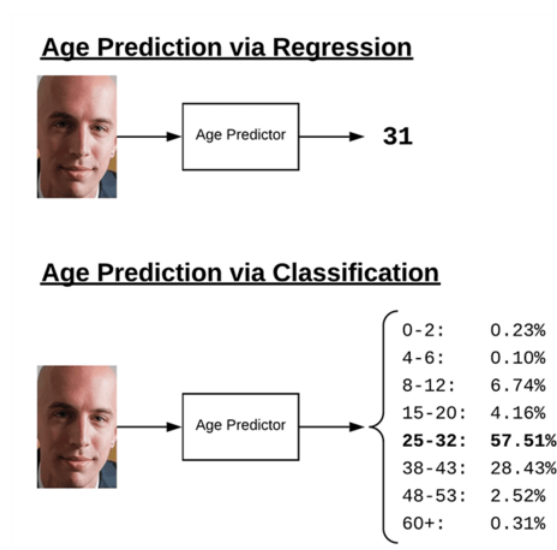 Age Prediction via Regression
Age Predictor
31
Age Prediction via Classification
Age Predictor
0-2: 0.23%
4-6: 0.10%
8-12: 6.74%
15-20: 4.16%
25-32: 57.51%
38-43: 28.43%
48-53: 2.52%
60+: 0.31%